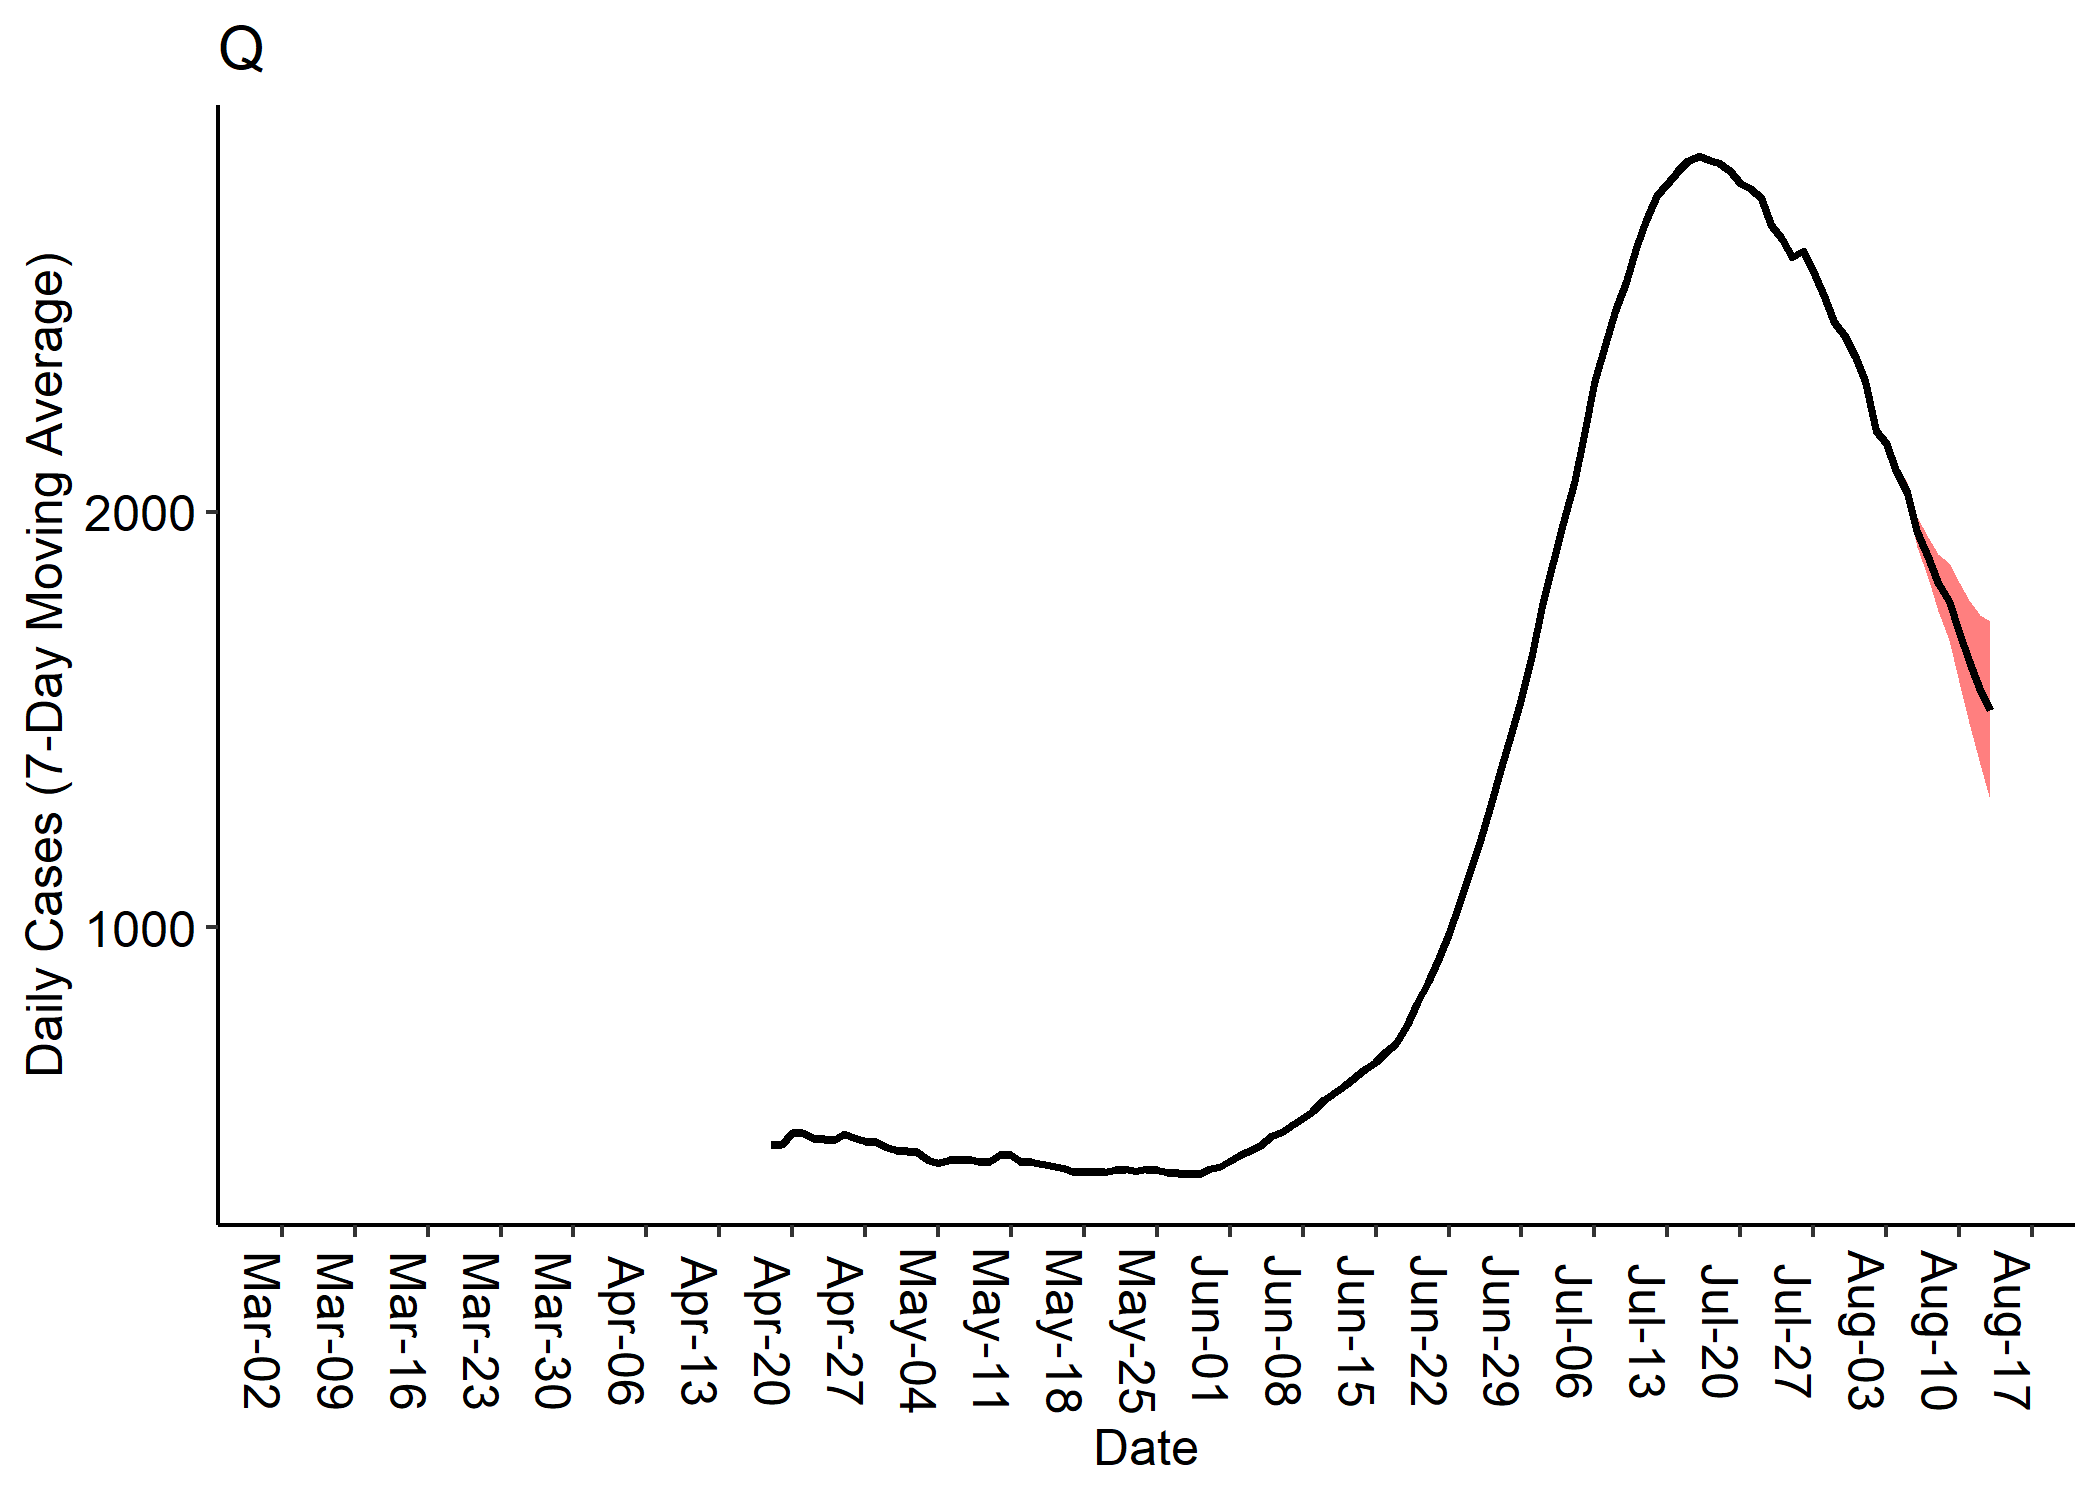 Q
Daily Cases (7-Day Moving Average)
2000
1000
Mar-02
Mar-09
Mar-16
Mar-23
Mar-30
Apr-06
Apr-13
Apr-20
Apr-27
May-04
May-11
May-18
May-25
Jun-01
Jun-08
Jun-15
Jun-22
Jun-29
Jul-06
Jul-13
Jul-20
Jul-27
Aug-03
Aug-10
Aug-17
Date